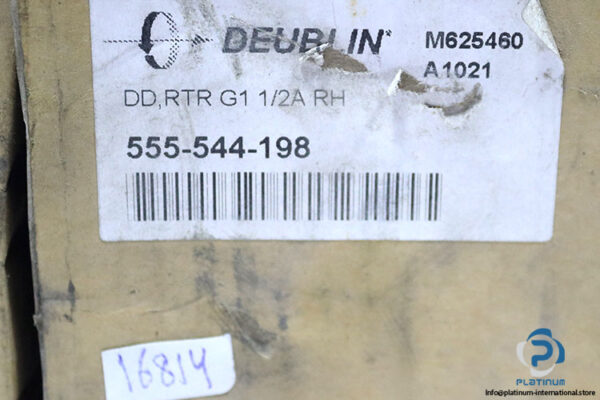 DEUBLIN*
M625460
A1021
DD,RTR G1 1/2A RH
555-544-198
16814
PLATINUM
info@platinum-international.store